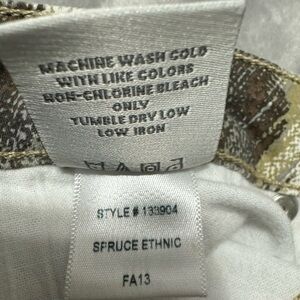 MACHINE WASH COLD
WITH LIKE COLORS
NON-CHLORINE BLEACH
ONLY
TUMBLE DRY LOW
LOW IRON
STYLE # 133904
SPRUCE ETHNIC
FA13